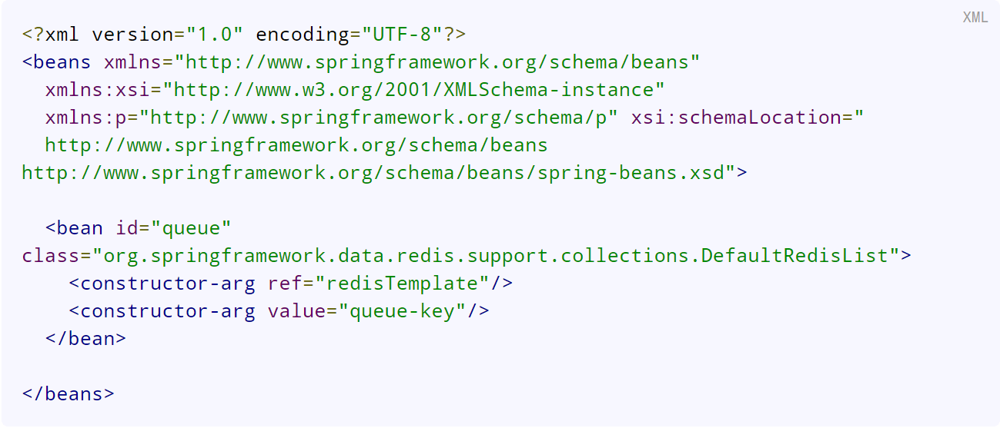 XML
<?xml version="1.0" encoding="UTF-8"?>
<beans xmlns="http://www.springframework.org/schema/beans"
  xmlns:xsi="http://www.w3.org/2001/XMLSchema-instance"
  xmlns:p="http://www.springframework.org/schema/p" xsi:schemaLocation="
  http://www.springframework.org/schema/beans
http://www.springframework.org/schema/beans/spring-beans.xsd">

  <bean id="queue"
class="org.springframework.data.redis.support.collections.DefaultRedisList">
    <constructor-arg ref="redisTemplate"/>
    <constructor-arg value="queue-key"/>
  </bean>

</beans>